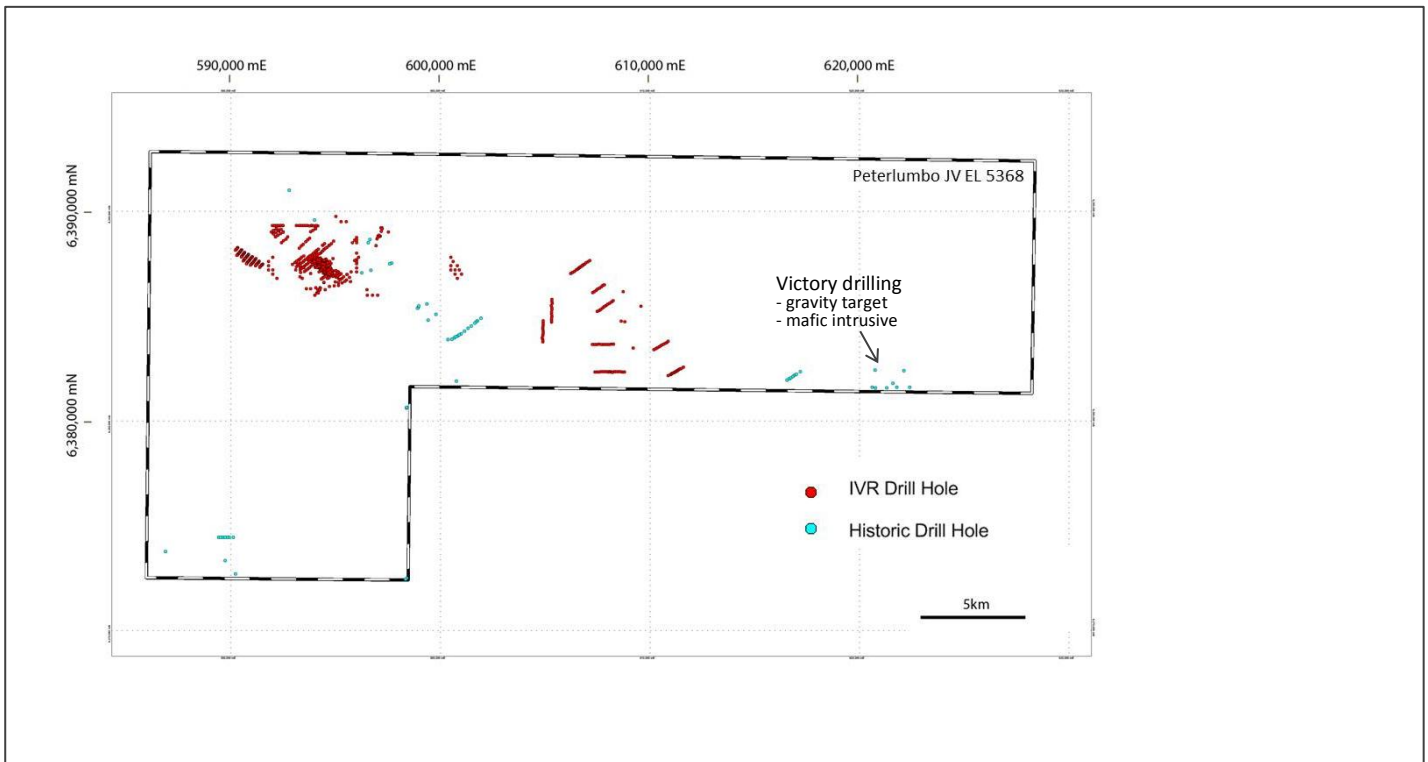 590,000 mE
600,000 mE
610,000 mE
620,000 mE
6,390,000 mN
6,380,000 mN
Peterlumbo JV EL 5368
Victory drilling
- gravity target
- mafic intrusive
IVR Drill Hole
Historic Drill Hole
5km